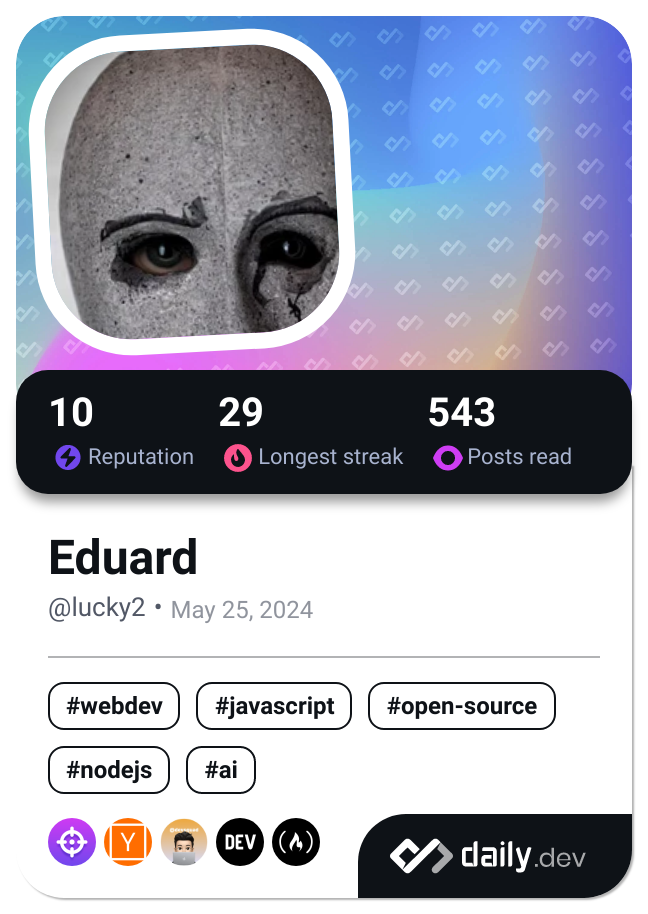 10 29 543
Reputation Longest streak Posts read
Eduard
@lucky2 • May 25, 2024
#webdev #javascript #open-source
#nodejs #ai
Y DEV
daily.dev